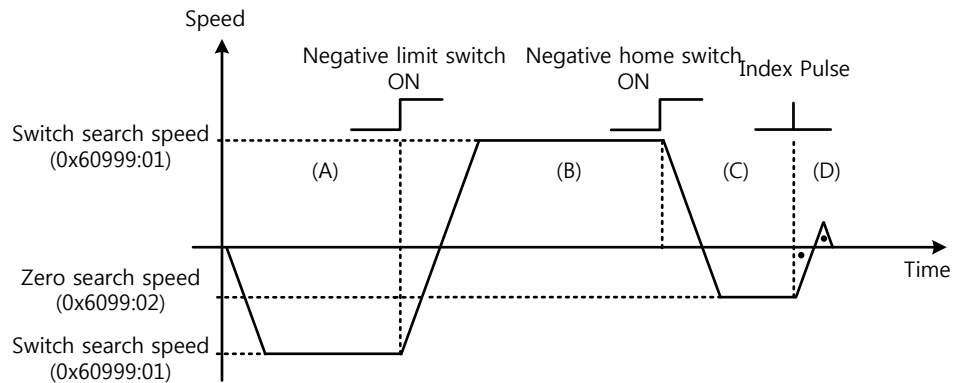 Speed
Negative limit switch
ON
Negative home switch
ON
Index Pulse
Switch search speed
(0x60999:01)
(A)
(B)
(C)
(D)
Time
Zero search speed
(0x6099:02)
Switch search speed
(0x60999:01)